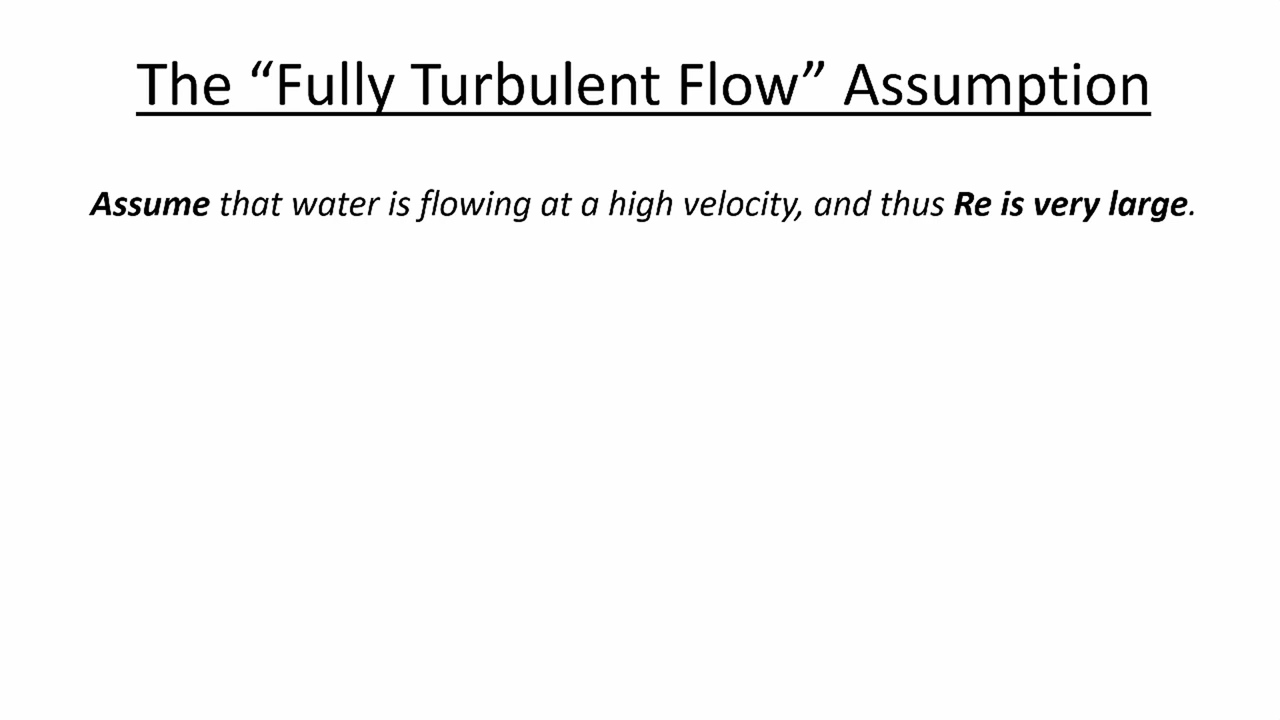 The “Fully Turbulent Flow” Assumption
Assume that water is flowing at a high velocity, and thus Re is very large.